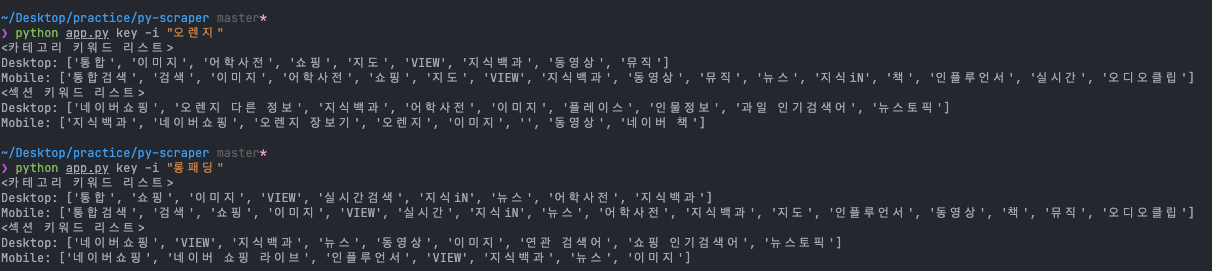 ~/Desktop/practice/py-scraper master*
❯ python app.py key -i "오렌지"
<카테고리 키워드 리스트>
Desktop: ['통합', '이미지', '어학사전', '쇼핑', '지도', 'VIEW', '지식백과', '동영상', '뮤직']
Mobile: ['통합검색', '검색', '이미지', '어학사전', '쇼핑', '지도', 'VIEW', '지식백과', '동영상', '뮤직', '뉴스', '지식iN', '책', '인플루언서', '실시간', '오디오클립']
<섹션 키워드 리스트>
Desktop: ['네이버쇼핑', '오렌지 다른 정보', '지식백과', '어학사전', '이미지', '플레이스', '인물정보', '과일 인기검색어', '뉴스토픽']
Mobile: ['지식백과', '네이버쇼핑', '오렌지 장보기', '오렌지', '이미지', '', '동영상', '네이버 책']
~/Desktop/practice/py-scraper master*
❯ python app.py key -i "롱패딩"
<카테고리 키워드 리스트>
Desktop: ['통합', '쇼핑', '이미지', 'VIEW', '실시간검색', '지식iN', '뉴스', '어학사전', '지식백과']
Mobile: ['통합검색', '검색', '쇼핑', '이미지', 'VIEW', '실시간', '지식iN', '뉴스', '어학사전', '지식백과', '지도', '인플루언서', '동영상', '책', '뮤직', '오디오클립']
<섹션 키워드 리스트>
Desktop: ['네이버쇼핑', 'VIEW', '지식백과', '뉴스', '동영상', '이미지', '연관 검색어', '쇼핑 인기검색어', '뉴스토픽']
Mobile: ['네이버쇼핑', '네이버 쇼핑 라이브', '인플루언서', 'VIEW', '지식백과', '뉴스', '이미지']